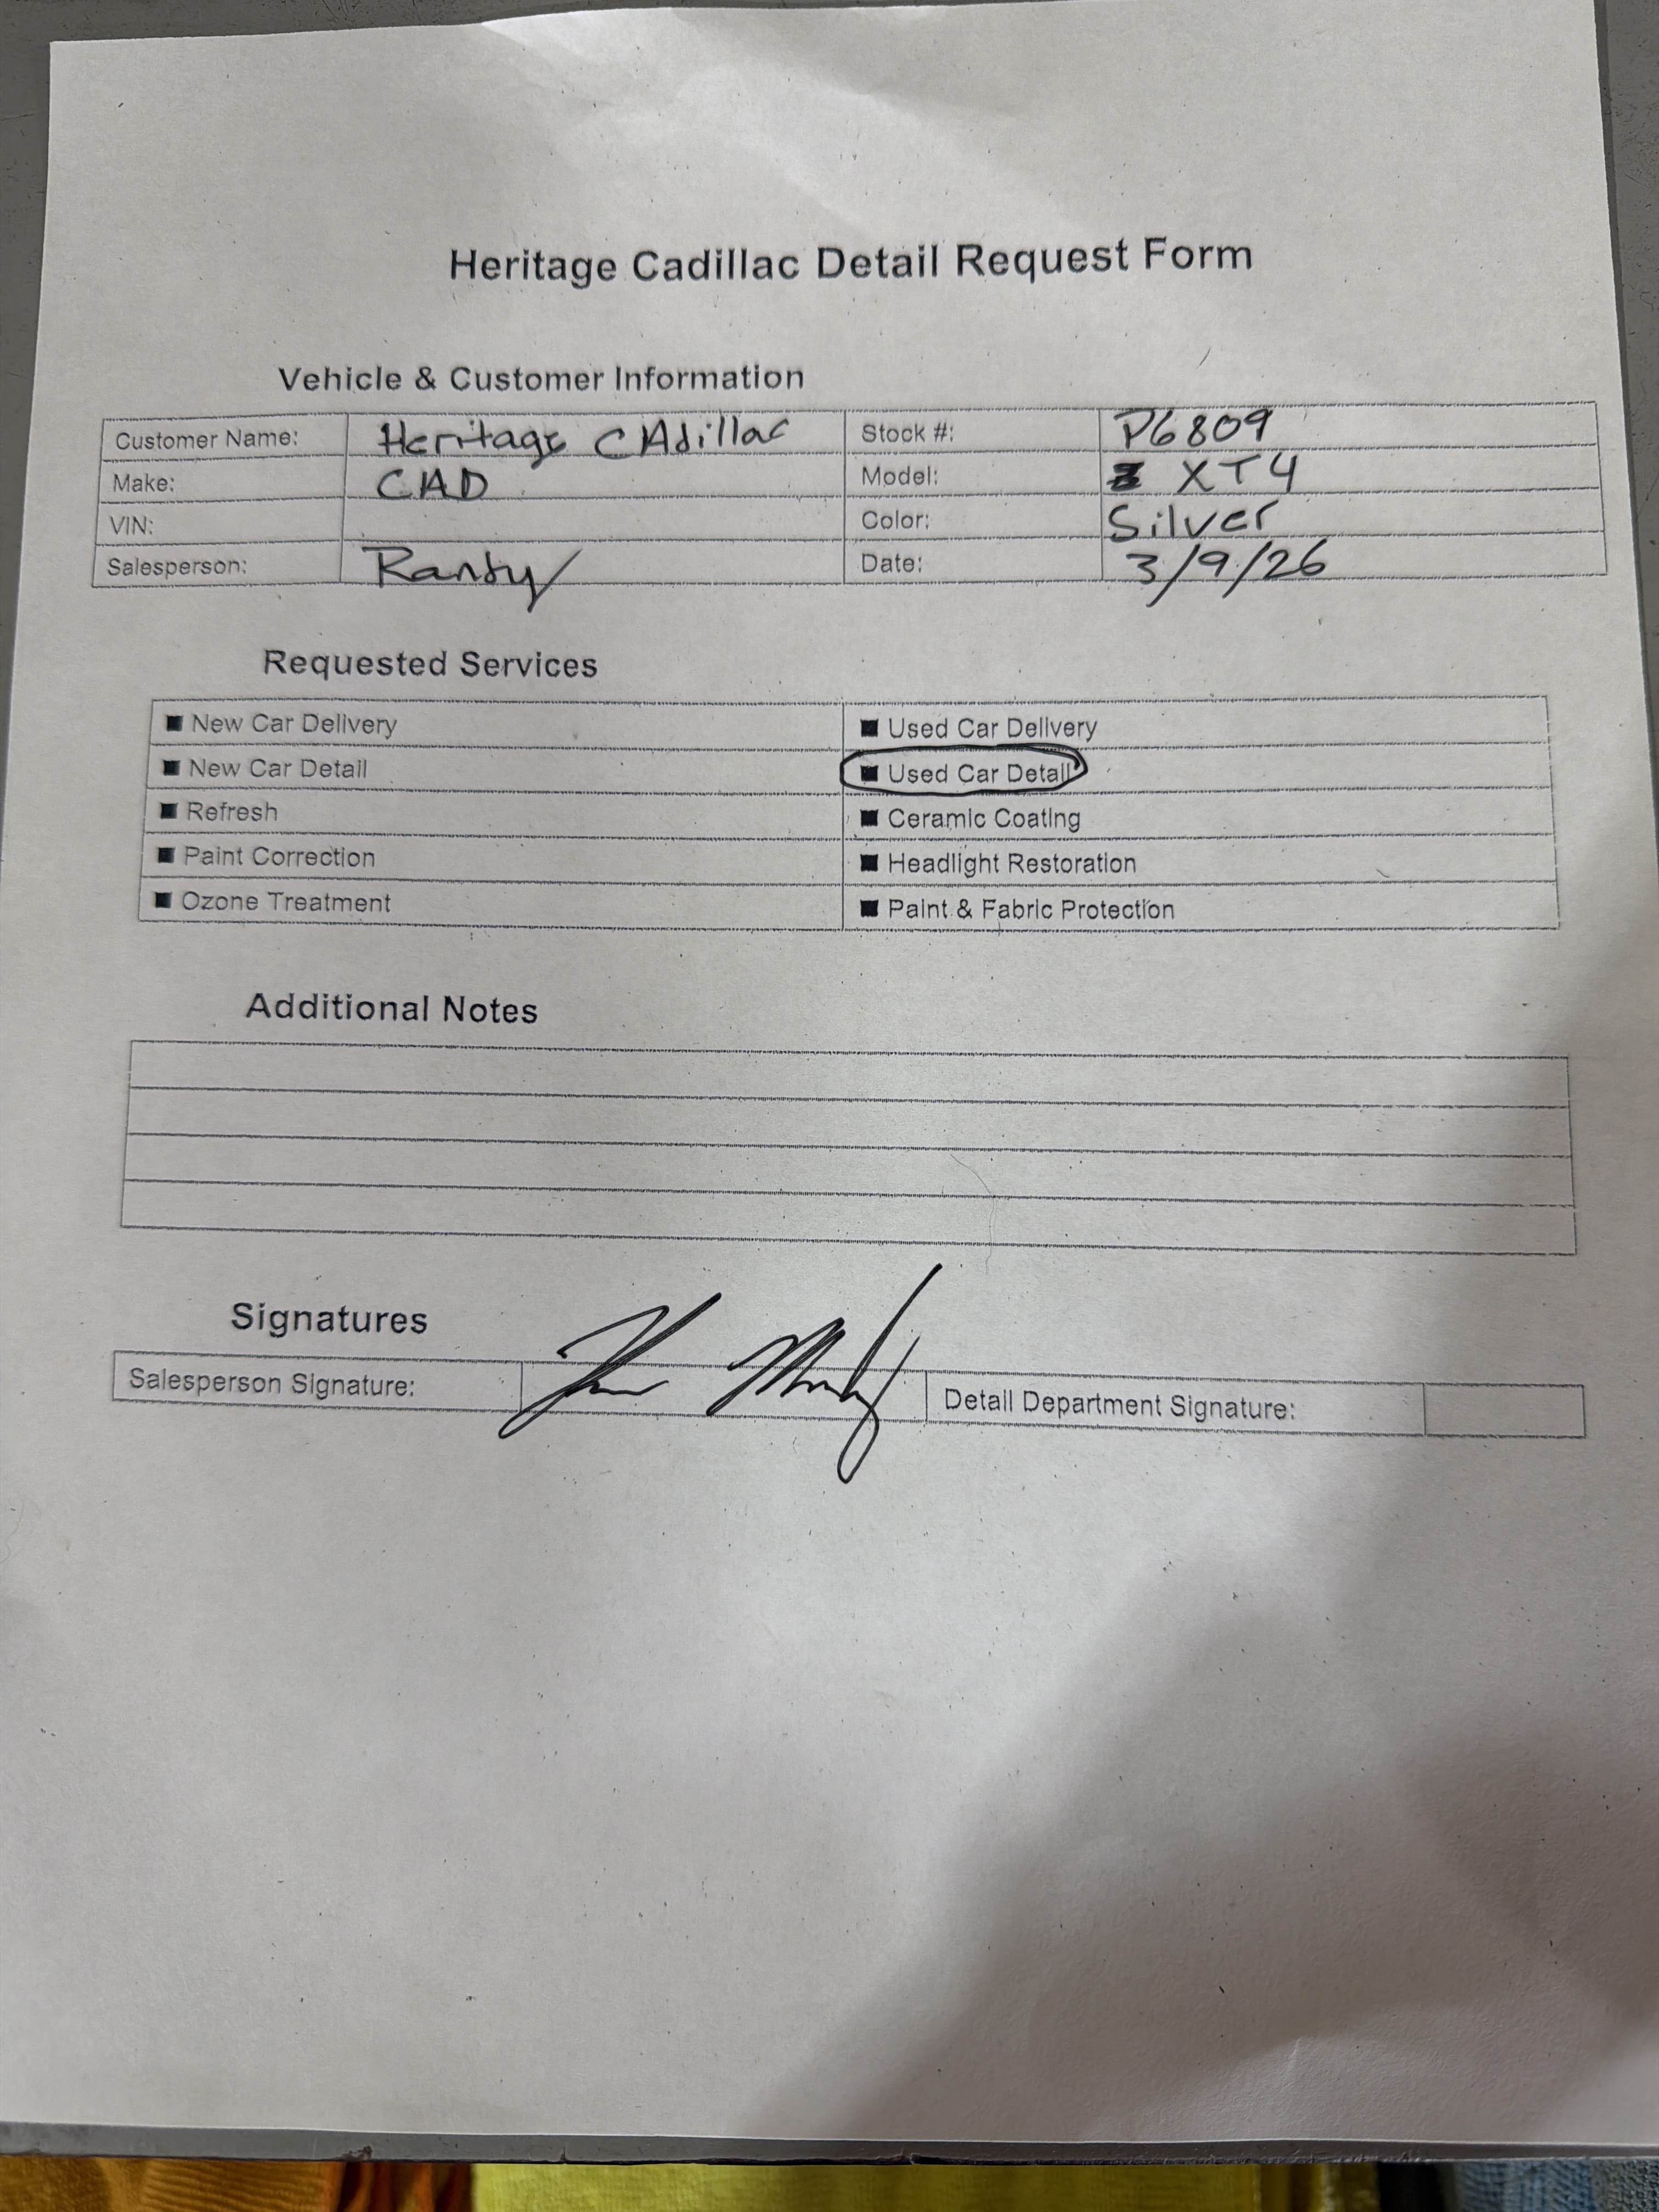 Heritage Cadillac Detail Request Form
Vehicle & Customer Information
Customer Name: Heritage CAdillac Stock #: P6809
Make: CAD Model: XT4
VIN: Color: Silver
Salesperson: Randy Date: 3/9/26
Requested Services
■ New Car Delivery ■ Used Car Delivery
■ New Car Detail ■ Used Car Detail
■ Refresh ■ Ceramic Coating
■ Paint Correction ■ Headlight Restoration
■ Ozone Treatment ■ Paint & Fabric Protection
Additional Notes
Signatures
Salesperson Signature: Detail Department Signature: